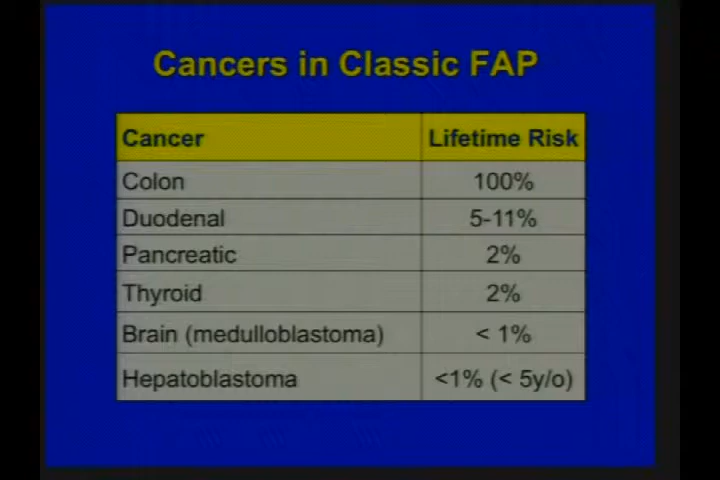 Cancers in Classic FAP
Cancer Lifetime Risk
Colon 100%
Duodenal 5-11%
Pancreatic 2%
Thyroid 2%
Brain (medulloblastoma) < 1%
Hepatoblastoma <1% (< 5y/o)